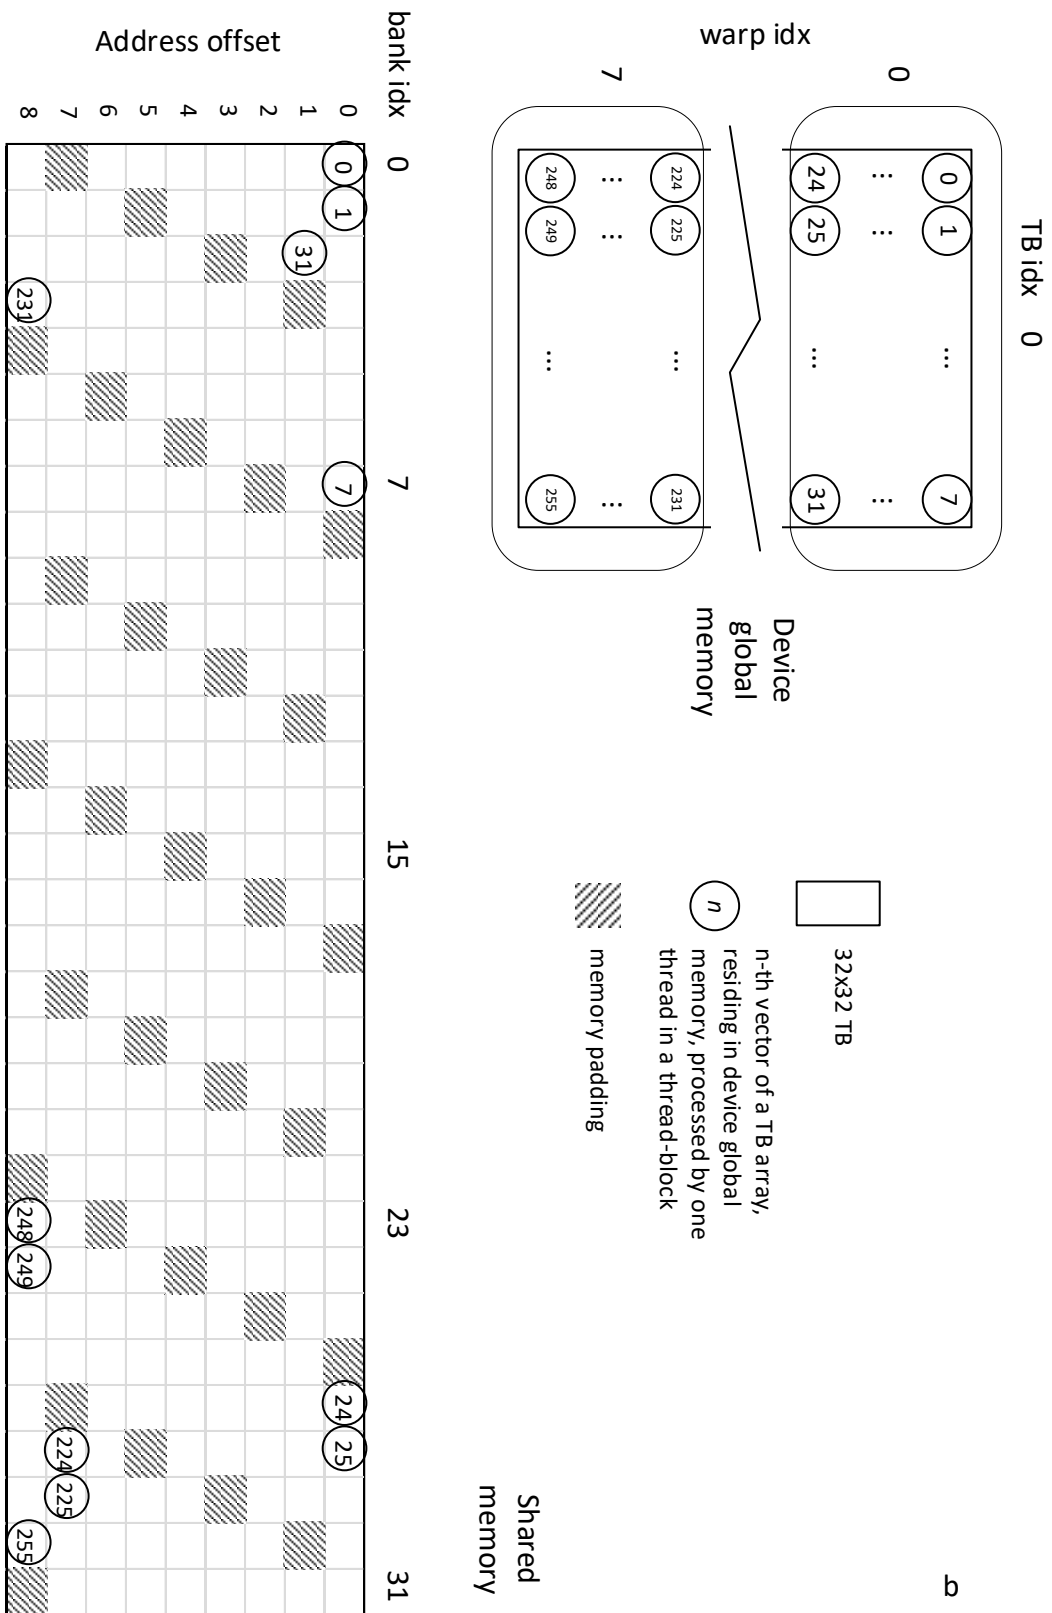 TB idx 0
b
0 1 ... 7
0
... ... 
24 25 ... 31
32x32 TB
warp idx
Device
global
memory
n
n-th vector of a TB array,
residing in device global
memory, processed by one
thread in a thread-block
224 225 ... 231
7
... ... ...
248 249 ... 255
memory padding
Shared
memory
bank idx 0 7 15 23 31
Address offset
0 0 1 7 24 25
1 31
2
3
4
5
6
7 224 225
8 231 248 249 255